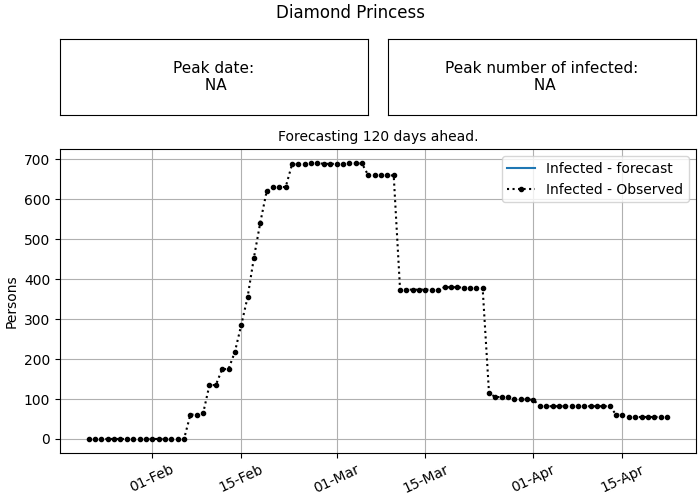 Diamond Princess
Peak date:
NA
Peak number of infected:
NA
Forecasting 120 days ahead.
Infected - forecast
Infected - Observed
Persons
700
600
500
400
300
200
100
0
01-Feb
15-Feb
01-Mar
15-Mar
01-Apr
15-Apr